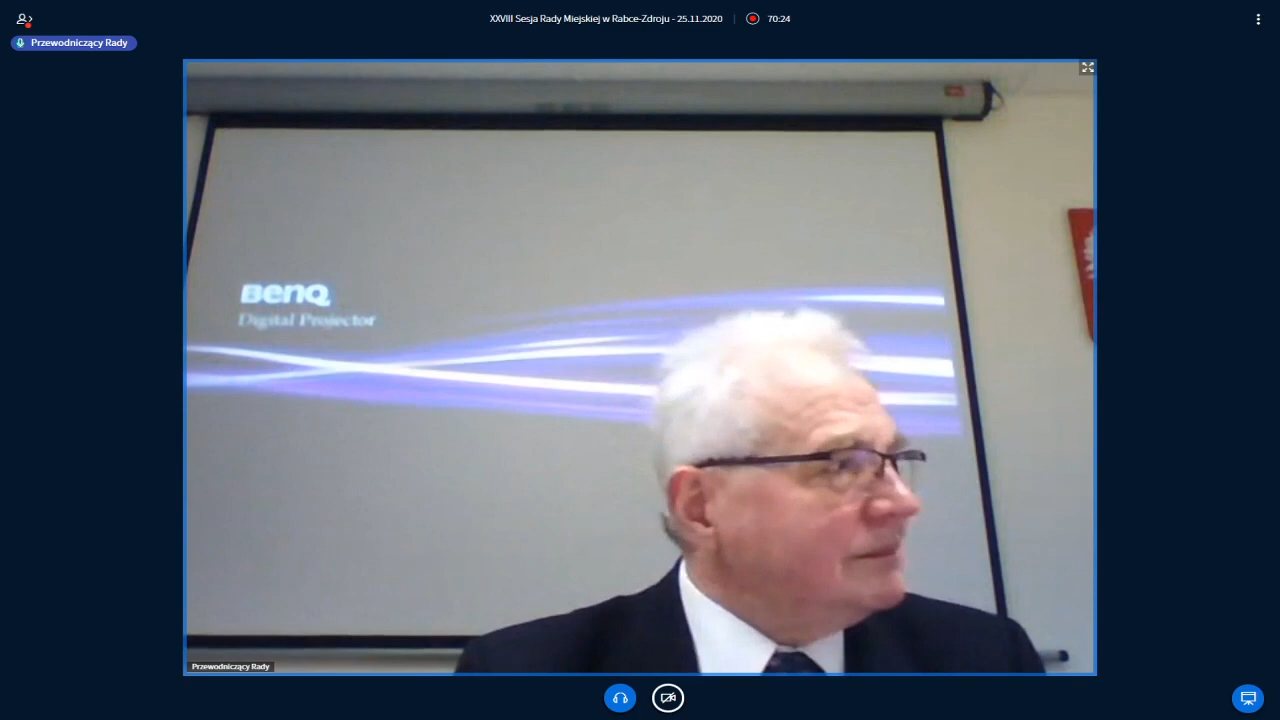 XXVIII Sesja Rady Miejskiej w Rabce-Zdroju - 25.11.2020
70:24
Przewodniczący Rady
BenQ
Digital Projector
Przewodniczący Rady